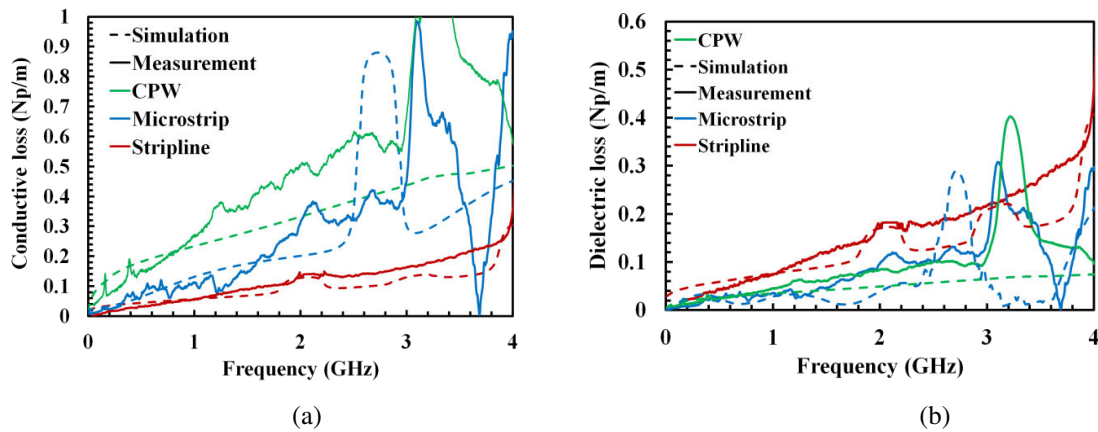 1
0.9
0.8
0.7
0.6
0.5
0.4
0.3
0.2
0.1
0
Conductive loss (Np/m)
Simulation
Measurement
CPW
Microstrip
Stripline
0 1 2 3 4
Frequency (GHz)
(a)
0.6
0.5
0.4
0.3
0.2
0.1
0
Dielectric loss (Np/m)
CPW
Simulation
Measurement
Microstrip
Stripline
0 1 2 3 4
Frequency (GHz)
(b)